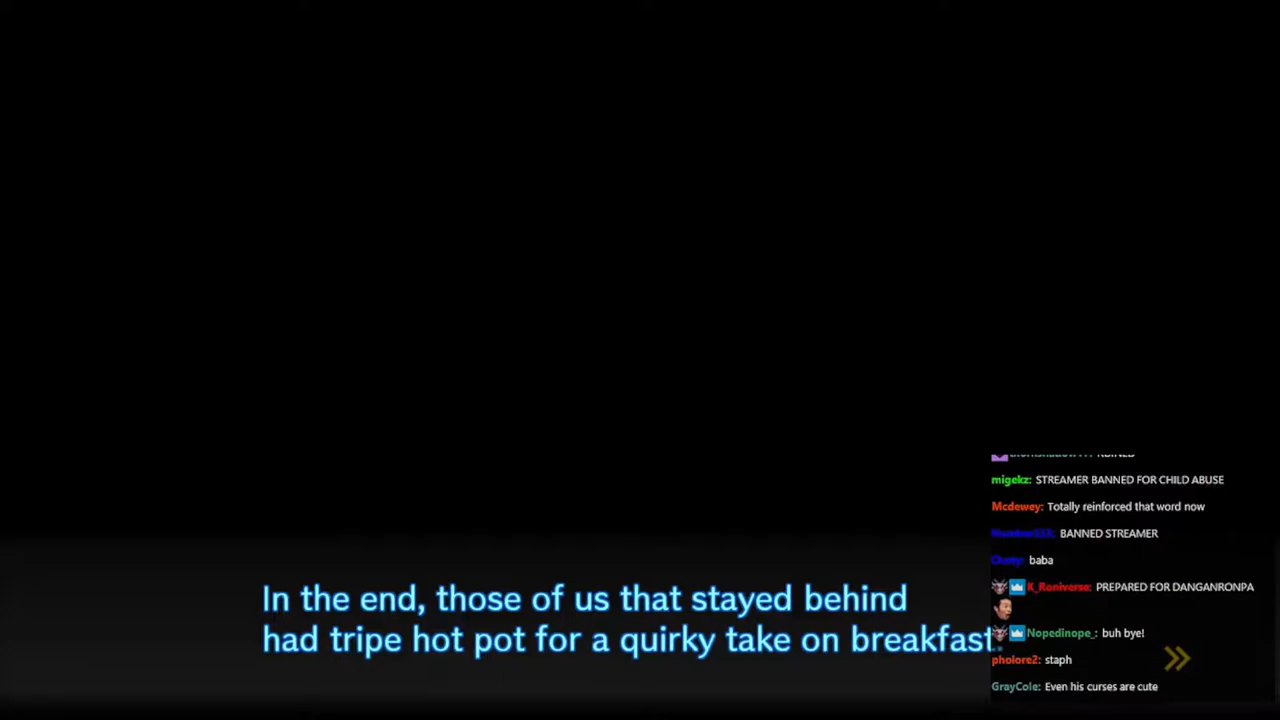 migekz: STREAMER BANNED FOR CHILD ABUSE
Mcdewey: Totally reinforced that word now
BANNED STREAMER
baba
K_Roniverse: PREPARED FOR DANGANRONPA
Nopedinope_: buh bye!
pholore2: staph
GrayCole: Even his curses are cute
In the end, those of us that stayed behind
had tripe hot pot for a quirky take on breakfast.